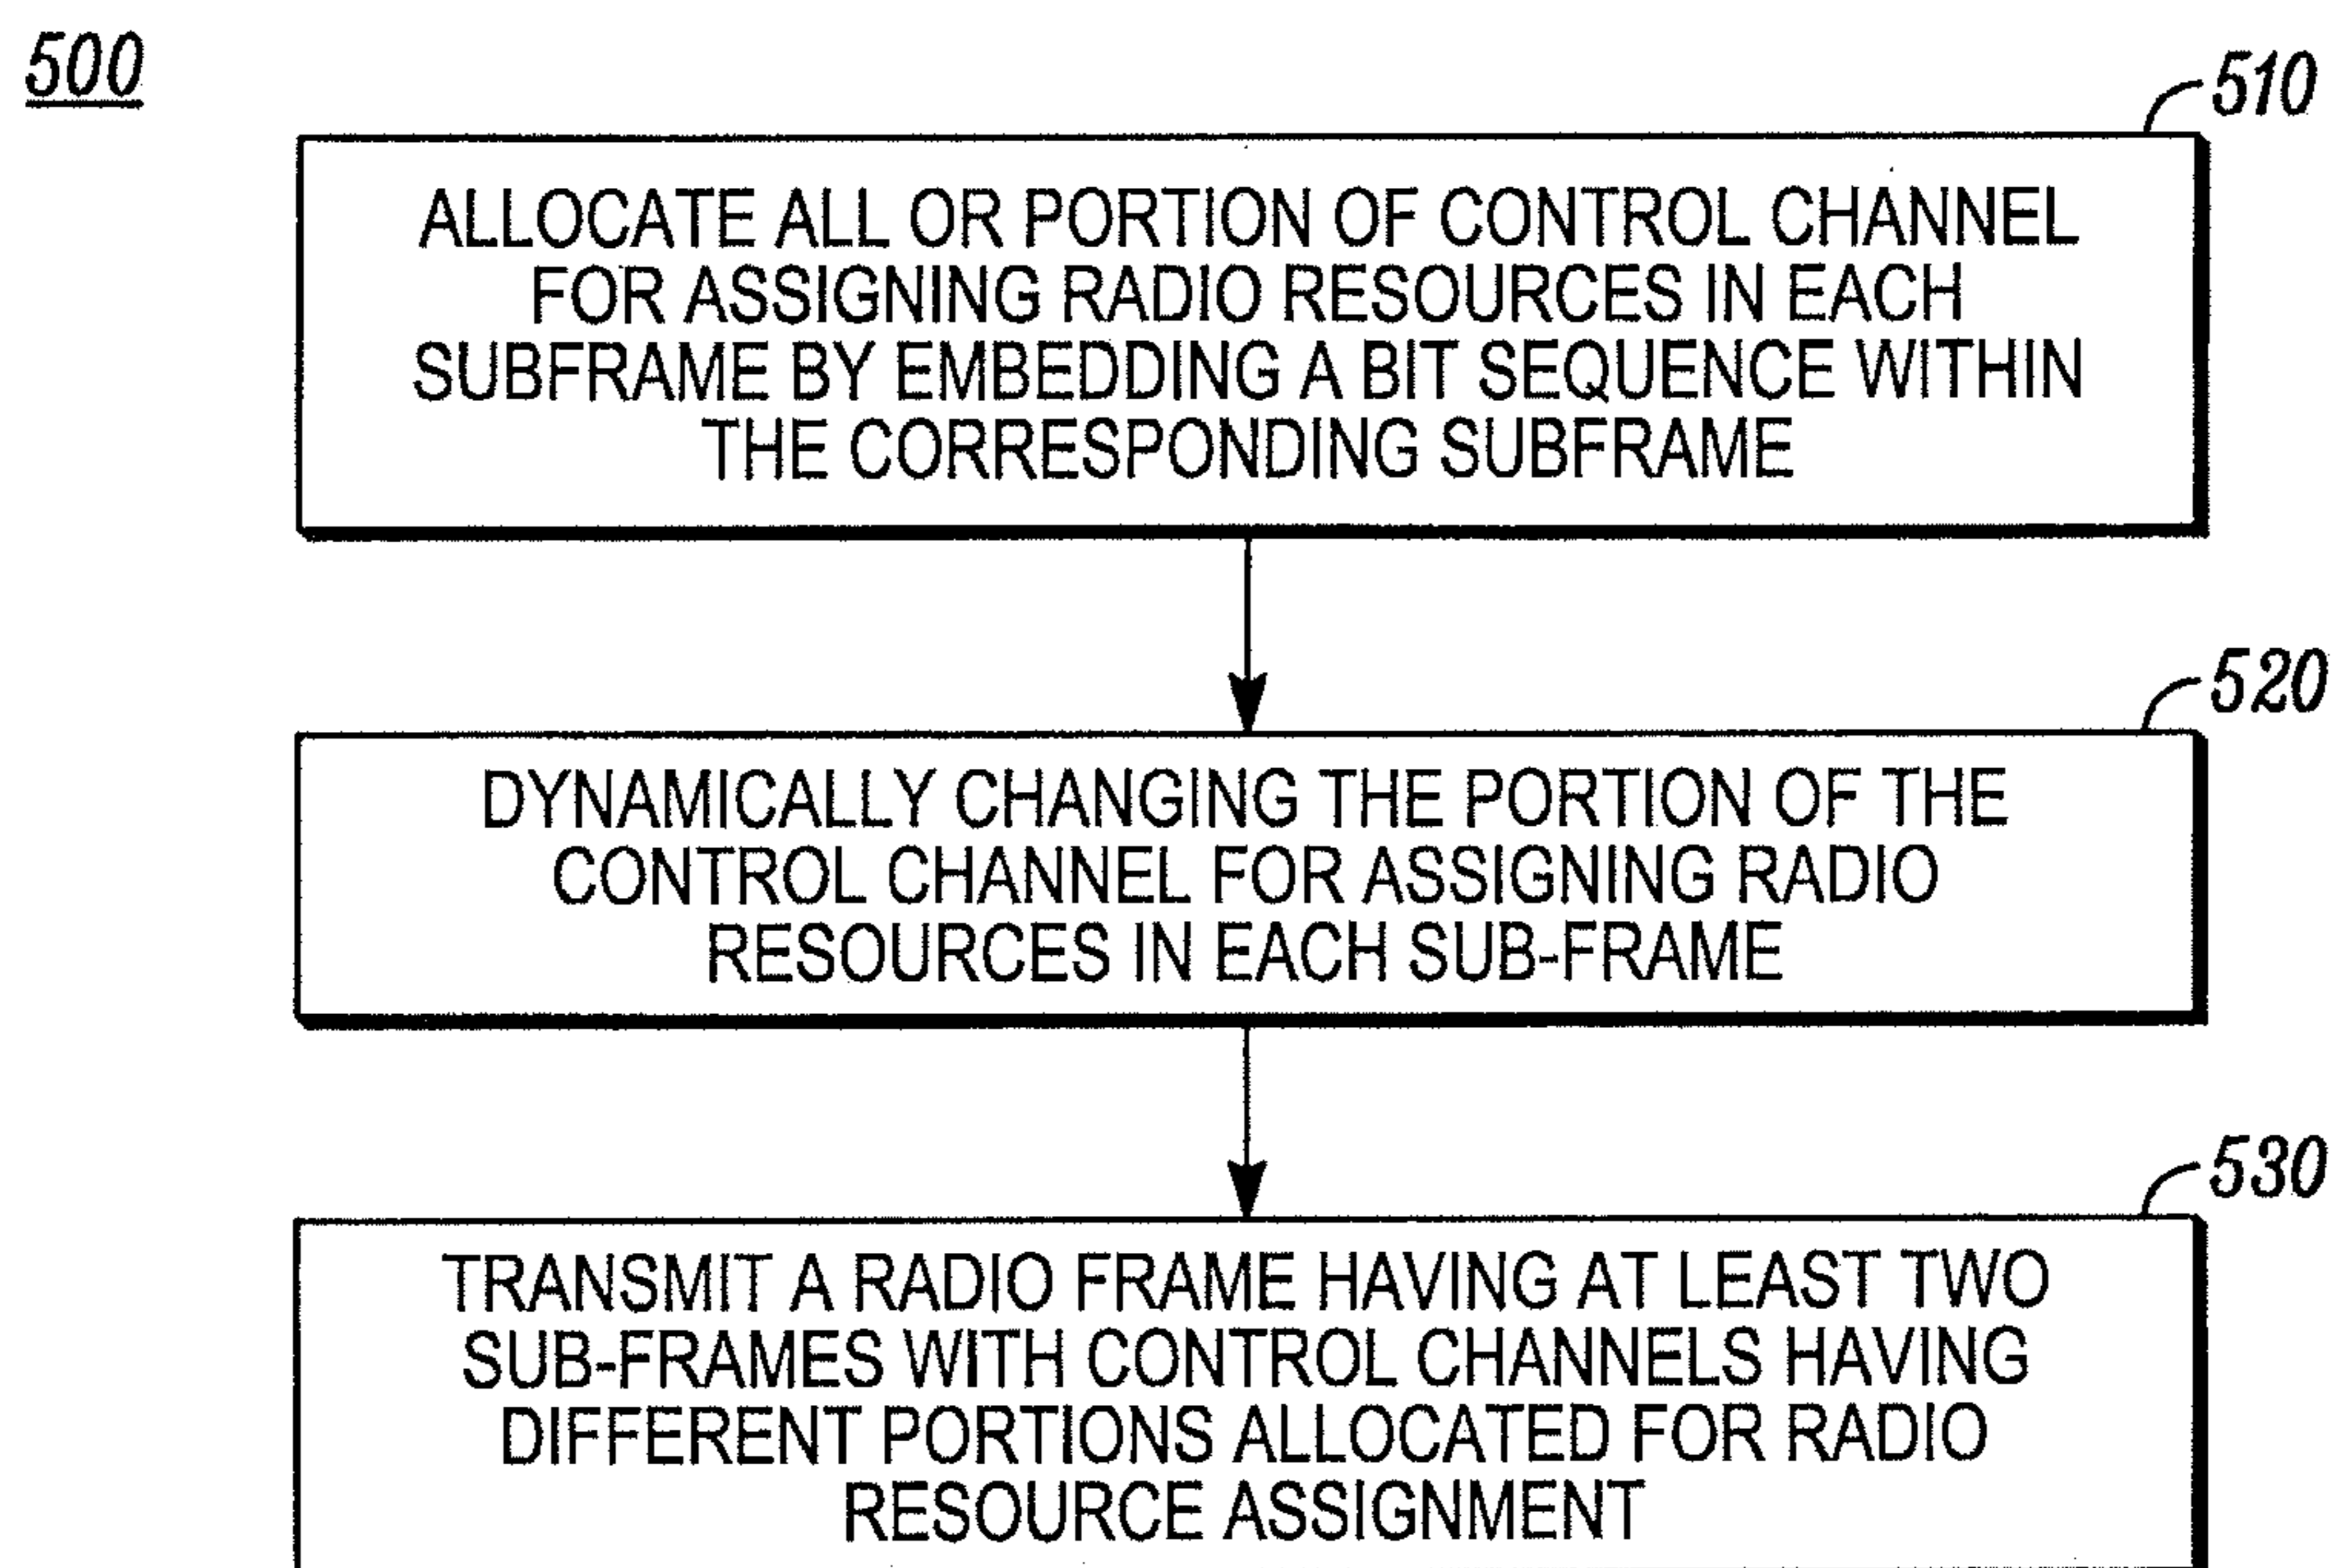 500
510
ALLOCATE ALL OR PORTION OF CONTROL CHANNEL
FOR ASSIGNING RADIO RESOURCES IN EACH
SUBFRAME BY EMBEDDING A BIT SEQUENCE WITHIN
THE CORRESPONDING SUBFRAME
520
DYNAMICALLY CHANGING THE PORTION OF THE
CONTROL CHANNEL FOR ASSIGNING RADIO
RESOURCES IN EACH SUB-FRAME
530
TRANSMIT A RADIO FRAME HAVING AT LEAST TWO
SUB-FRAMES WITH CONTROL CHANNELS HAVING
DIFFERENT PORTIONS ALLOCATED FOR RADIO
RESOURCE ASSIGNMENT